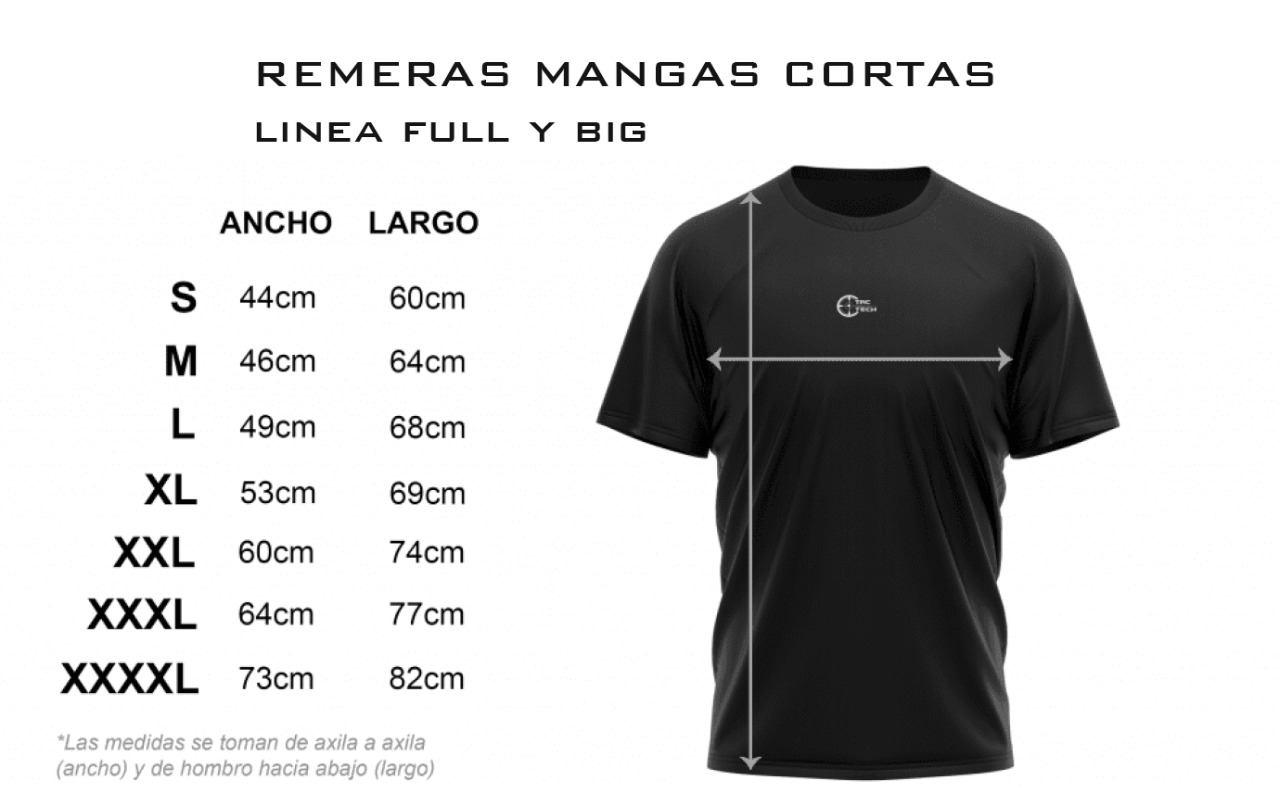 REMERAS MANGAS CORTAS
LINEA FULL Y BIG
ANCHO LARGO
S 44cm 60cm
M 46cm 64cm
L 49cm 68cm
XL 53cm 69cm
XXL 60cm 74cm
XXXL 64cm 77cm
XXXXL 73cm 82cm
*Las medidas se toman de axila a axila
(ancho) y de hombro hacia abajo (largo)
TAC
TECH